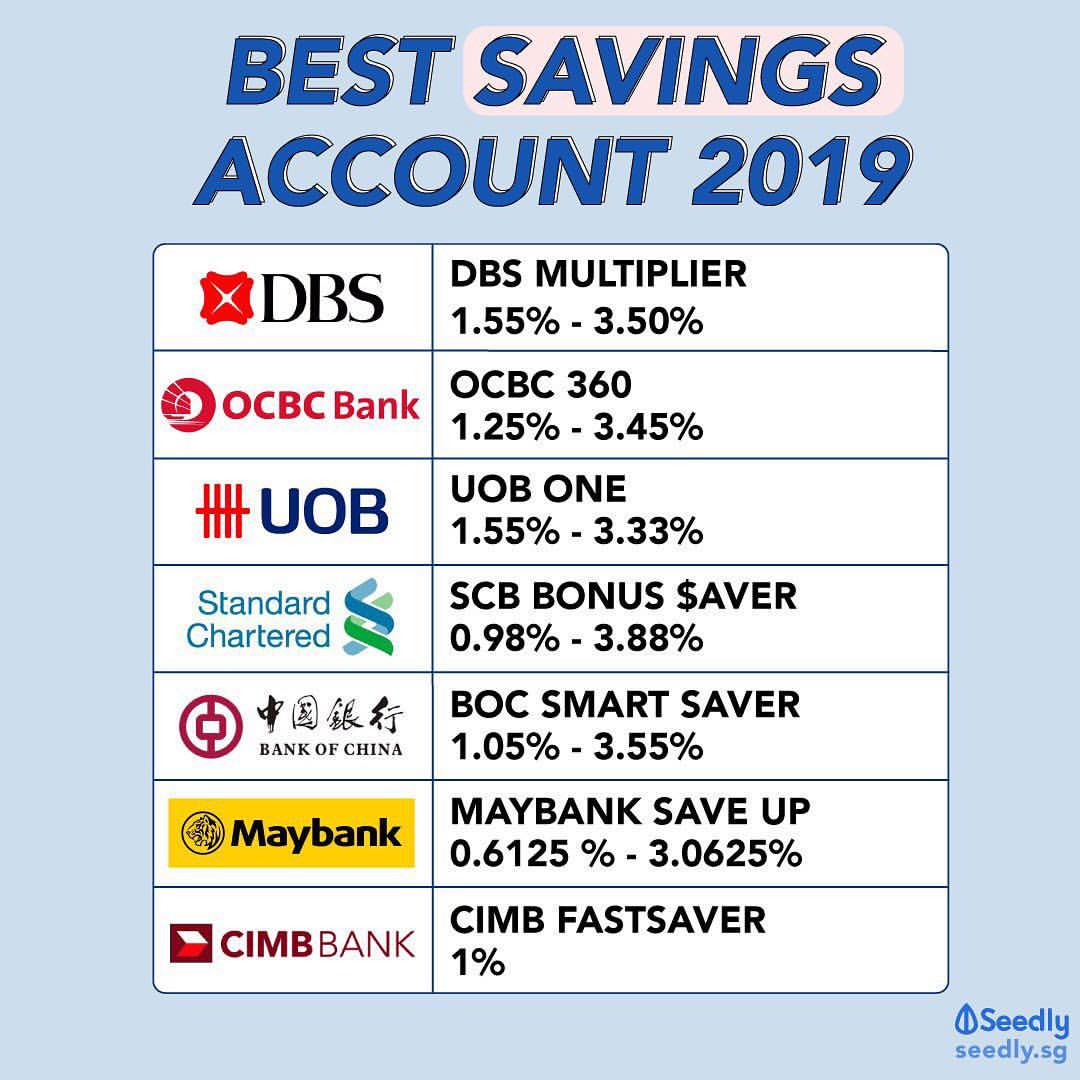 BEST SAVINGS
ACCOUNT 2019
DBS
DBS MULTIPLIER
1.55% - 3.50%
OCBC Bank
OCBC 360
1.25% - 3.45%
UOB
UOB ONE
1.55% - 3.33%
Standard
Chartered
SCB BONUS $AVER
0.98% - 3.88%
中國銀行
BANK OF CHINA
BOC SMART SAVER
1.05% - 3.55%
Maybank
MAYBANK SAVE UP
0.6125 % - 3.0625%
CIMB BANK
CIMB FASTSAVER
1%
Seedly
seedly.sg